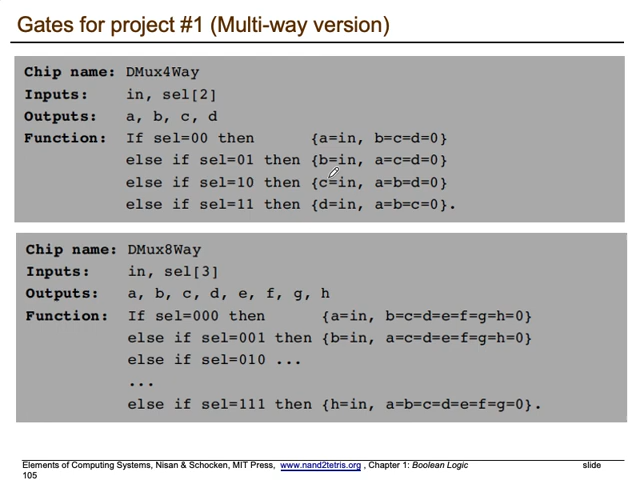 Gates for project #1 (Multi-way version)
Chip name: DMux4Way
Inputs: in, sel[2]
Outputs: a, b, c, d
Function: If sel=00 then {a=in, b=c=d=0}
else if sel=01 then {b=in, a=c=d=0}
else if sel=10 then {c=in, a=b=d=0}
else if sel=11 then {d=in, a=b=c=0}.
Chip name: DMux8Way
Inputs: in, sel[3]
Outputs: a, b, c, d, e, f, g, h
Function: If sel=000 then {a=in, b=c=d=e=f=g=h=0}
else if sel=001 then {b=in, a=c=d=e=f=g=h=0}
else if sel=010 ...
...
else if sel=111 then {h=in, a=b=c=d=e=f=g=0}.
Elements of Computing Systems, Nisan & Schocken, MIT Press, www.nand2tetris.org , Chapter 1: Boolean Logic slide
105